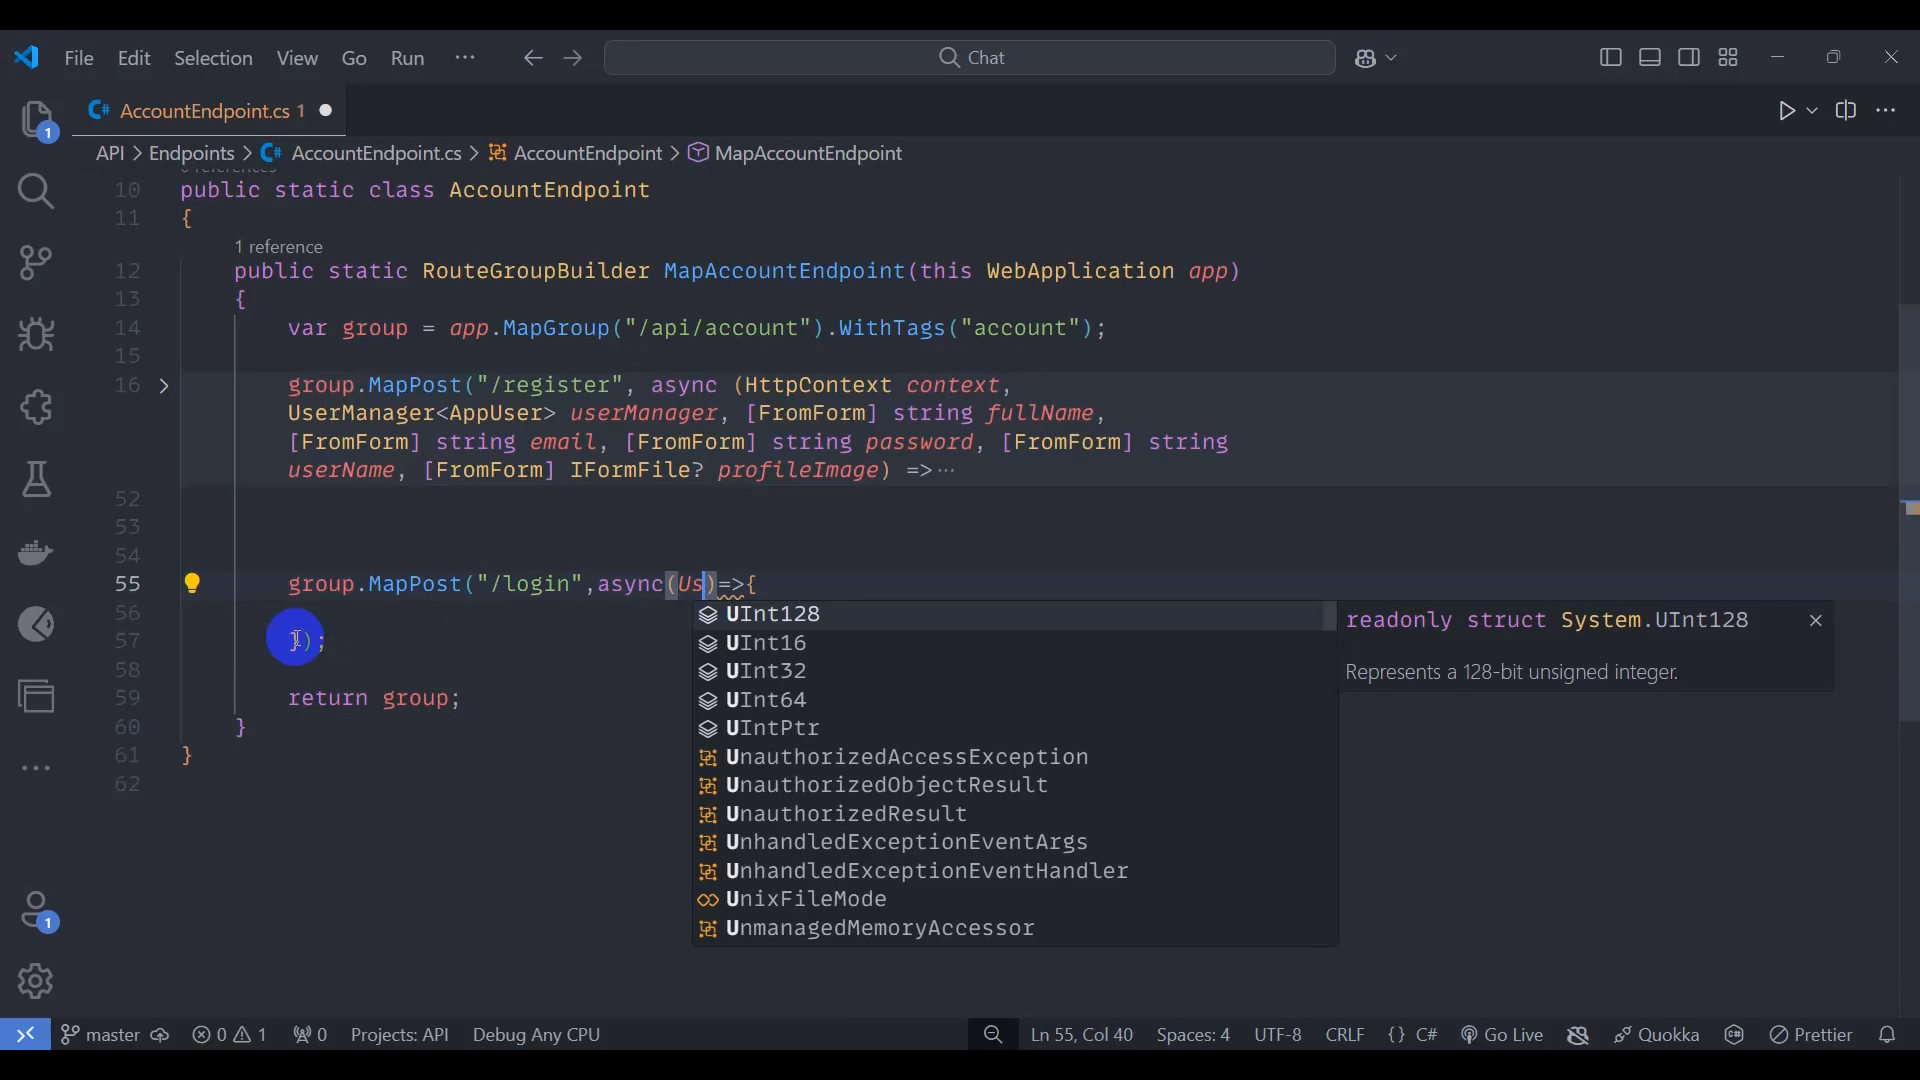 File Edit Selection View Go Run ··· Chat
AccountEndpoint.cs 1
API > Endpoints > AccountEndpoint.cs > AccountEndpoint > MapAccountEndpoint
10 public static class AccountEndpoint
11 {
1 reference
12 public static RouteGroupBuilder MapAccountEndpoint(this WebApplication app)
13 {
14 var group = app.MapGroup("/api/account").WithTags("account");
15
16 group.MapPost("/register", async (HttpContext context,
UserManager<AppUser> userManager, [FromForm] string fullName,
[FromForm] string email, [FromForm] string password, [FromForm] string
userName, [FromForm] IFormFile? profileImage) =>···
52
53
54
55 group.MapPost("/login",async(Us)=>{
56
57 });
58
59 return group;
60 }
61 }
62
UInt128
UInt16
UInt32
UInt64
UIntPtr
UnauthorizedAccessException
UnauthorizedObjectResult
UnauthorizedResult
UnhandledExceptionEventArgs
UnhandledExceptionEventHandler
UnixFileMode
UnmanagedMemoryAccessor
readonly struct System.UInt128
Represents a 128-bit unsigned integer.
1
1
master 0 1 0 Projects: API Debug Any CPU Ln 55, Col 40 Spaces: 4 UTF-8 CRLF {} C# Go Live Quokka Prettier